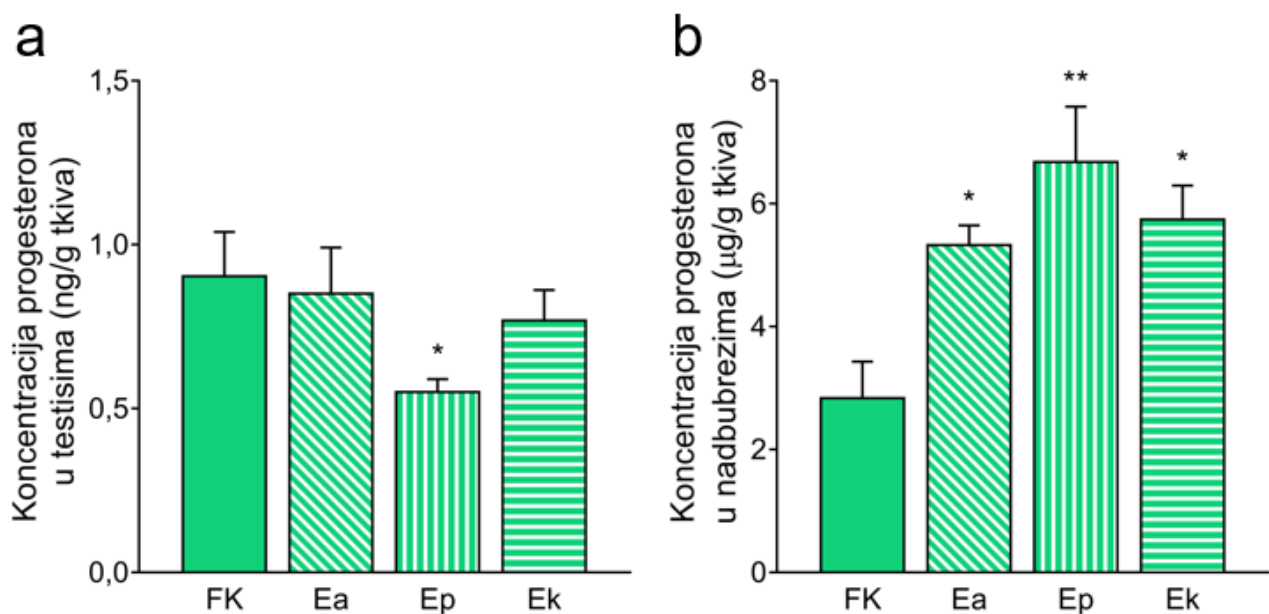 a
Koncentracija progesterona
u testisima (ng/g tkiva)
1,5
1,0
0,5
0,0
*
FK Ea Ep Ek
b
Koncentracija progesterona
u nadbubrezima (µg/g tkiva)
8
6
4
2
0
*
**
*
FK Ea Ep Ek